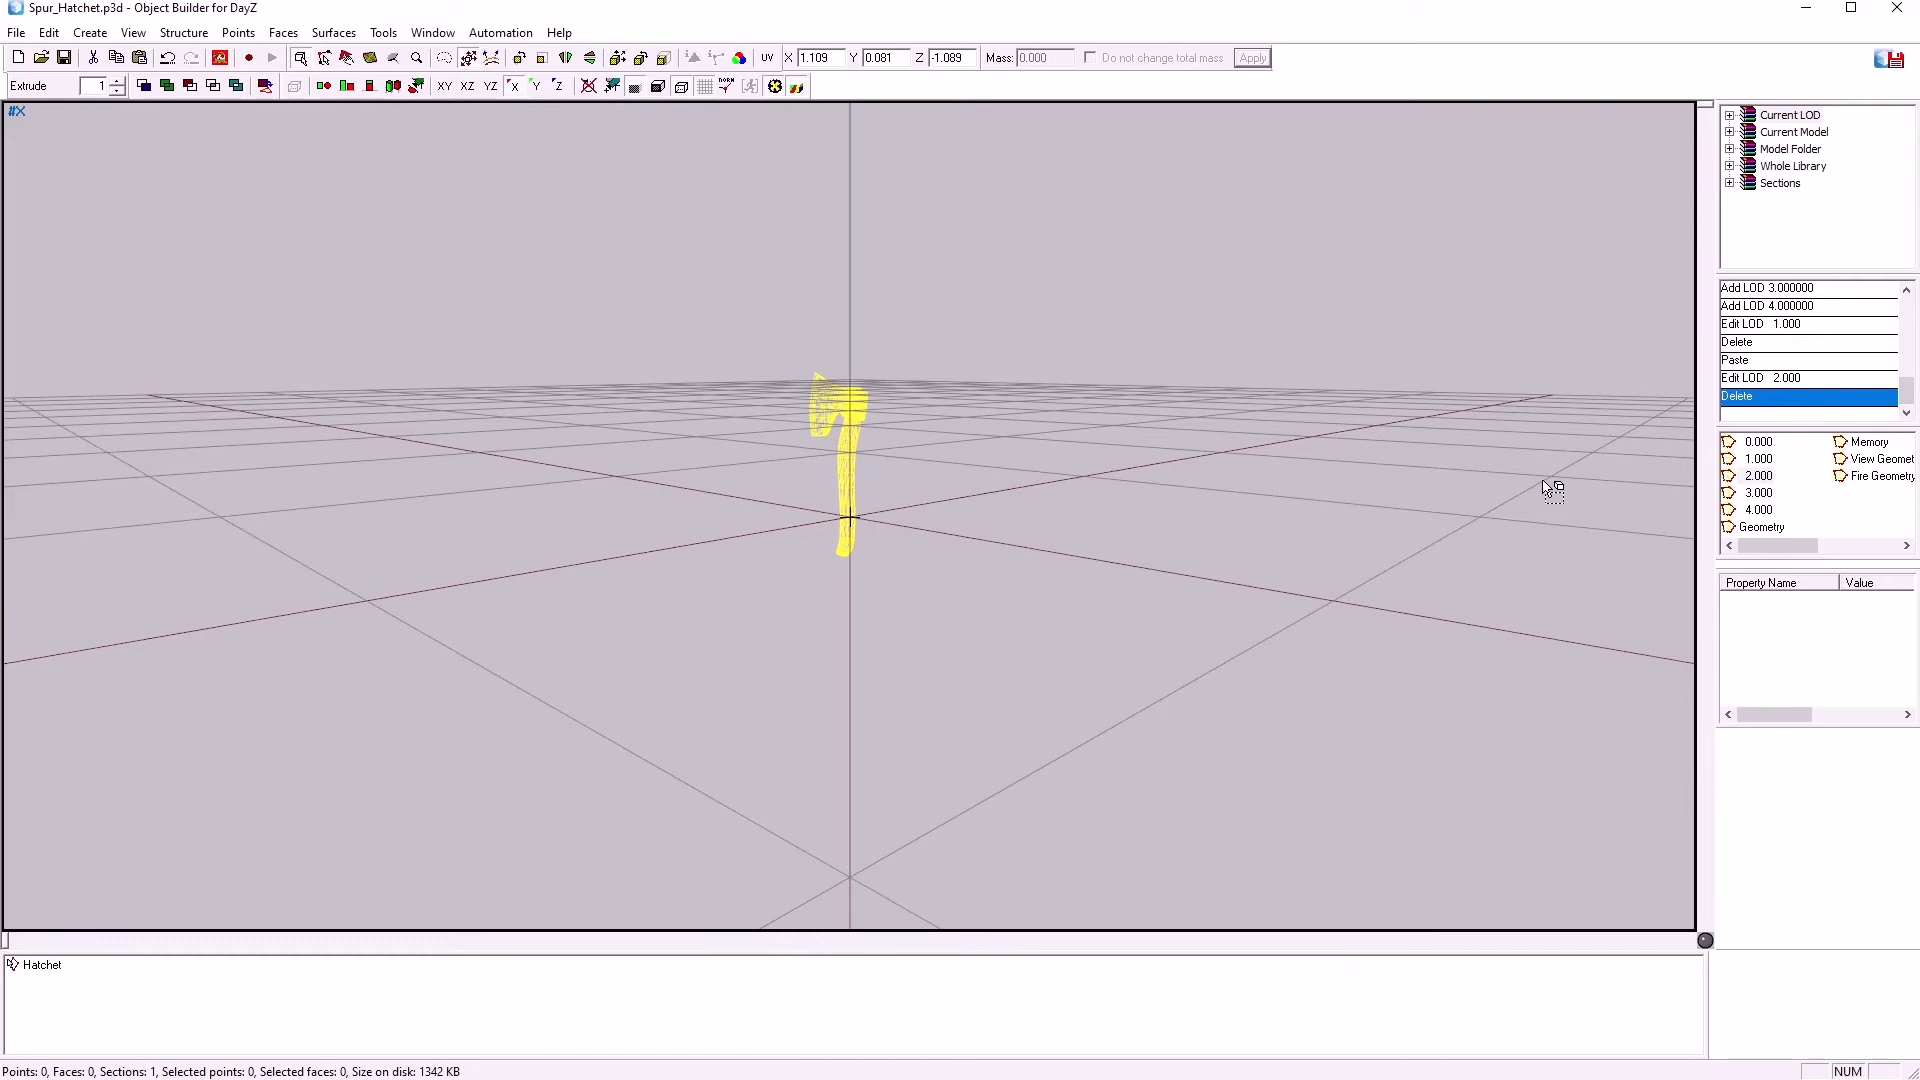 Spur_Hatchet.p3d - Object Builder for DayZ
File Edit Create View Structure Points Faces Surfaces Tools Window Automation Help
UV X 1.109 Y 0.081 Z -1.089 Mass: 0.000 Do not change total mass Apply
Extrude 1 XY XZ YZ X Y Z NORM
#X
Current LOD
Current Model
Model Folder
Whole Library
Sections
Add LOD 3.000000
Add LOD 4.000000
Edit LOD 1.000
Delete
Paste
Edit LOD 2.000
Delete
0.000 Memory
1.000 View Geomet
2.000 Fire Geometry
3.000
4.000
Geometry
Property Name Value
Hatchet
Points: 0, Faces: 0, Sections: 1, Selected points: 0, Selected faces: 0, Size on disk: 1342 KB
NUM